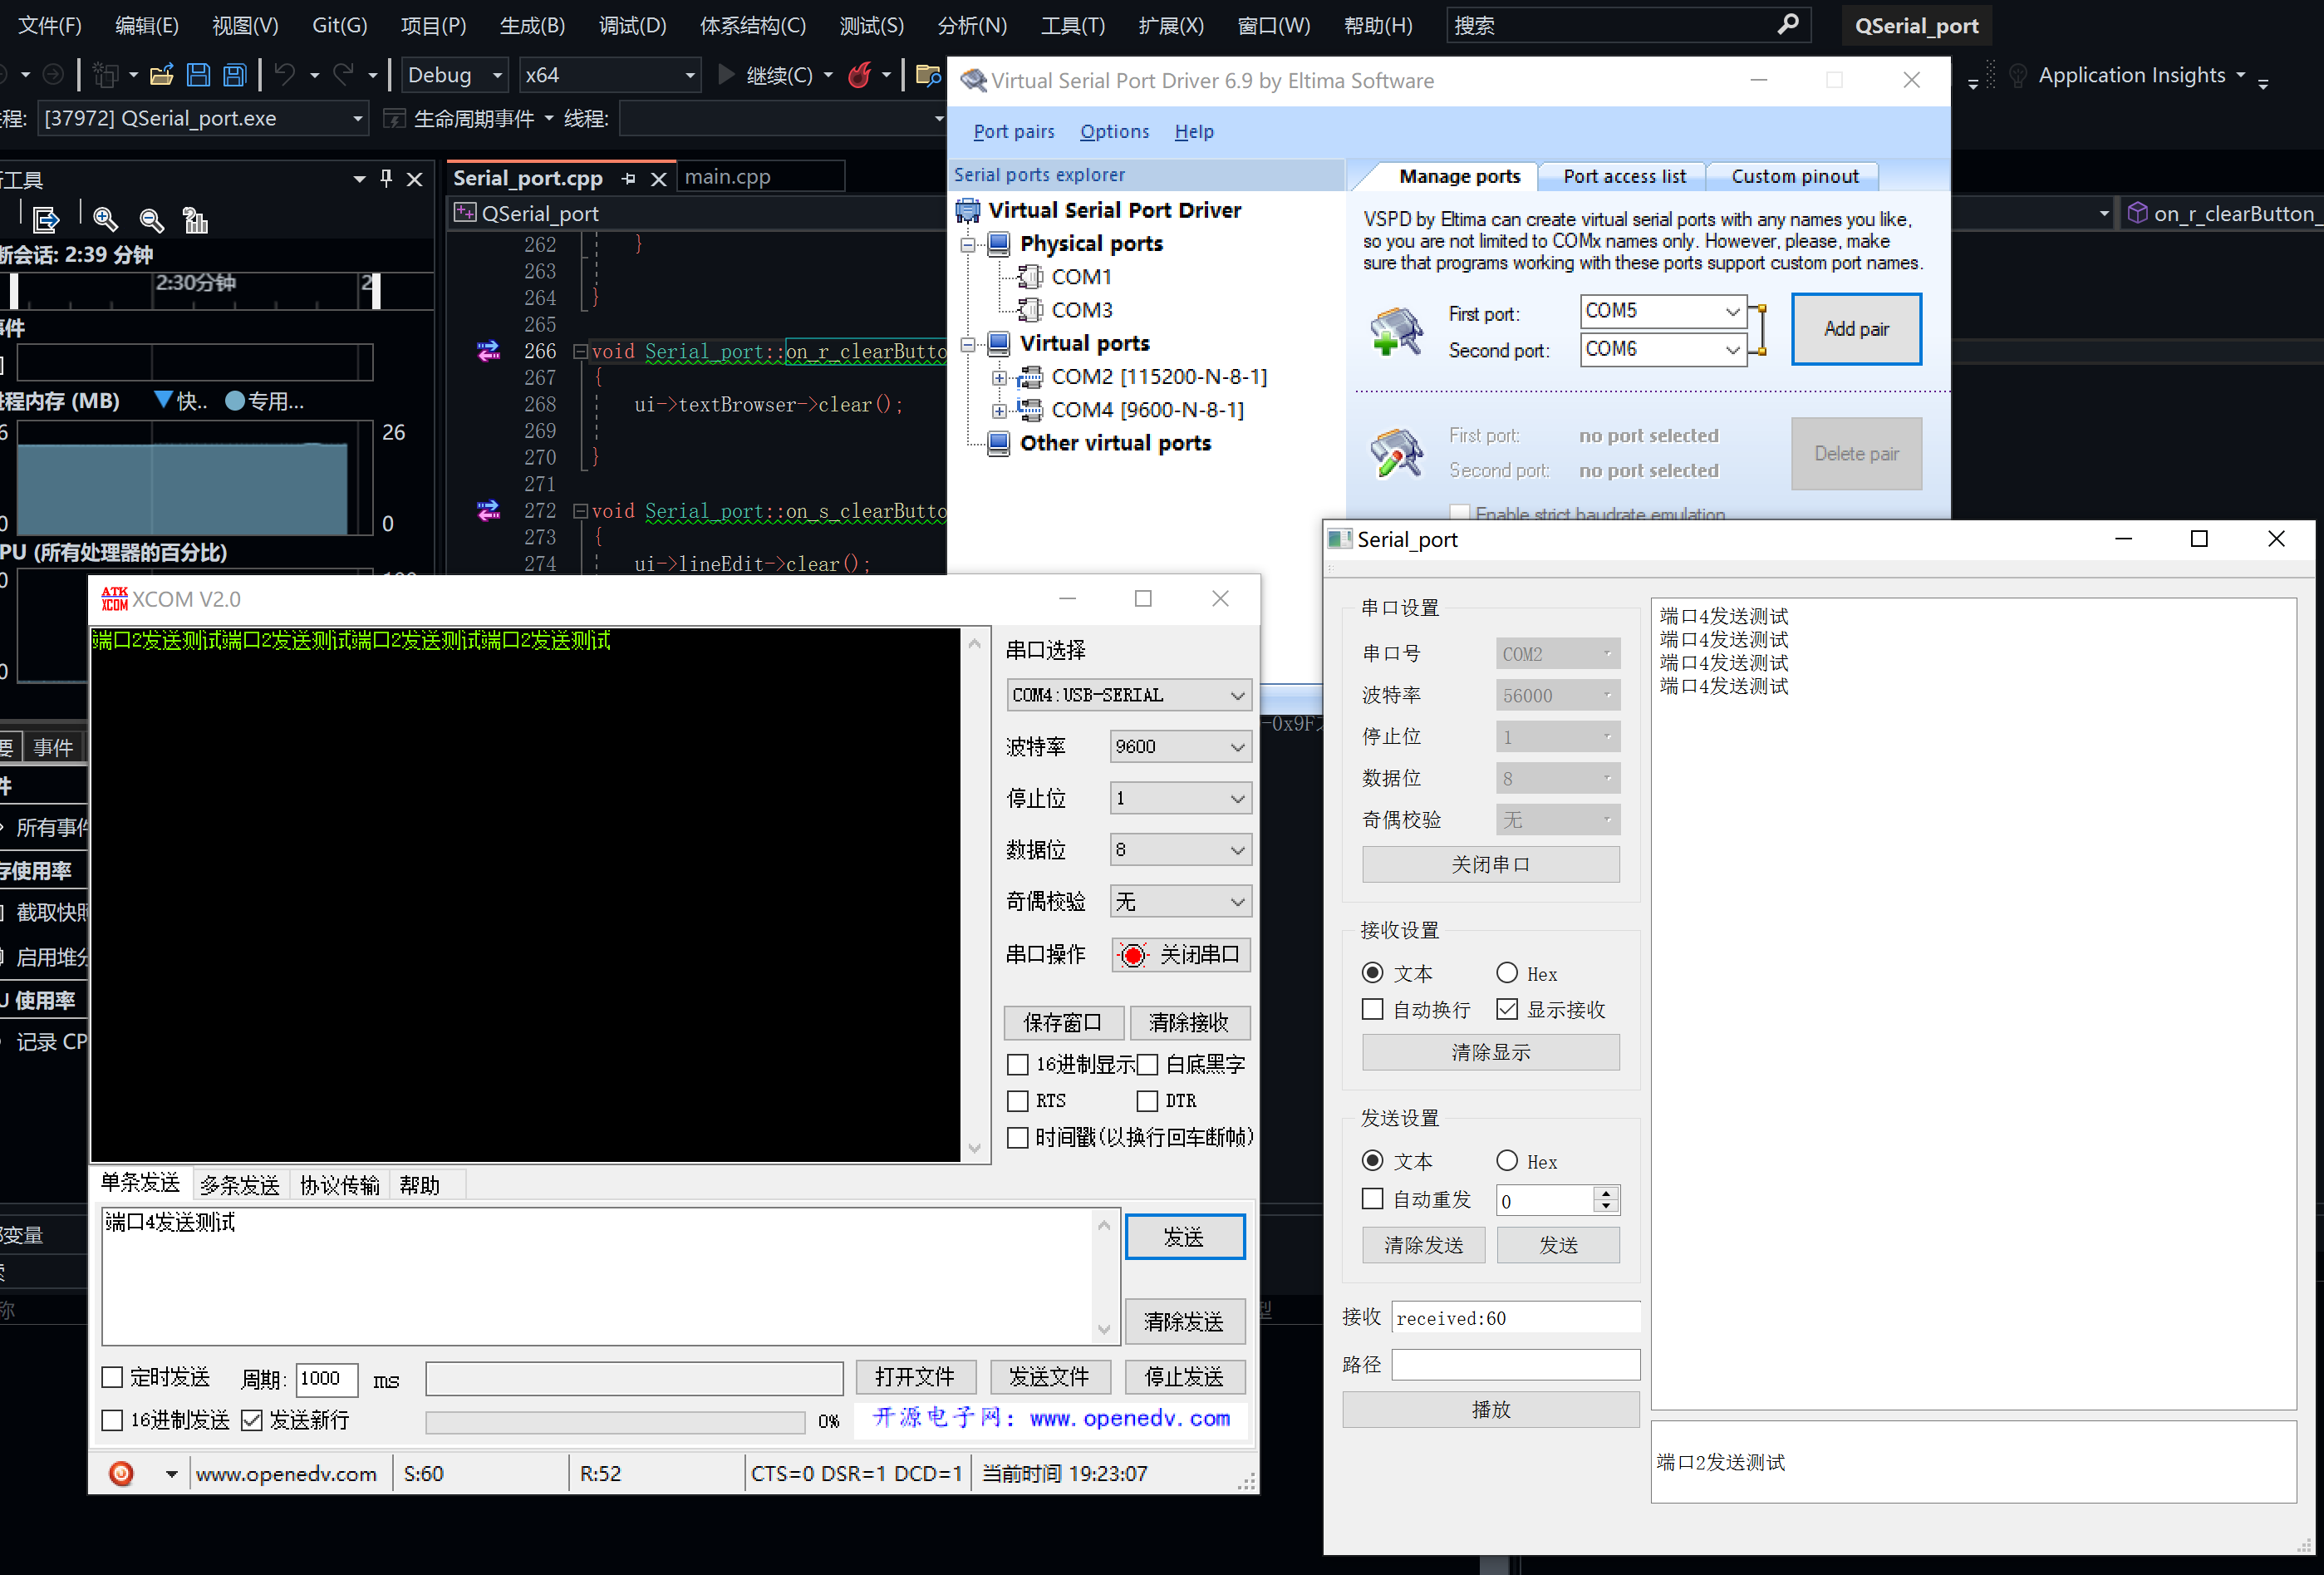 文件(F) 编辑(E) 视图(V) Git(G) 项目(P) 生成(B) 调试(D) 体系结构(C) 测试(S) 分析(N) 工具(T) 扩展(X) 窗口(W) 帮助(H) 搜索 QSerial_port
Debug x64 继续(C) Application Insights
程: [37972] QSerial_port.exe 生命周期事件 线程:
工具
断会话: 2:39 分钟
2:30分钟 2
事件
进程内存 (MB) 快.. 专用...
6 26
0 0
CPU (所有处理器的百分比)
0
0
要 事件
件
所有事件
存使用率
截取快照
启用堆分
U 使用率
记录 CP
部变量
索
称
Serial_port.cpp main.cpp
QSerial_port on_r_clearButton_
262 }
263
264 }
265
266 void Serial_port::on_r_clearButto
267 {
268 ui->textBrowser->clear();
269
270 }
271
272 void Serial_port::on_s_clearButto
273 {
274 ui->lineEdit->clear();
-0x9F
型
Virtual Serial Port Driver 6.9 by Eltima Software
Port pairs Options Help
Serial ports explorer
Virtual Serial Port Driver
Physical ports
COM1
COM3
Virtual ports
COM2 [115200-N-8-1]
COM4 [9600-N-8-1]
Other virtual ports
Manage ports Port access list Custom pinout
VSPD by Eltima can create virtual serial ports with any names you like,
so you are not limited to COMx names only. However, please, make
sure that programs working with these ports support custom port names.
First port: COM5
Second port: COM6
Add pair
First port: no port selected
Second port: no port selected
Delete pair
Enable strict baudrate emulation
ATK XCOM XCOM V2.0
端口2发送测试端口2发送测试端口2发送测试端口2发送测试
串口选择
COM4:USB-SERIAL
波特率 9600
停止位 1
数据位 8
奇偶校验 无
串口操作 关闭串口
保存窗口 清除接收
16进制显示 白底黑字
RTS DTR
时间戳(以换行回车断帧)
单条发送 多条发送 协议传输 帮助
端口4发送测试
发送
清除发送
定时发送 周期: 1000 ms 打开文件 发送文件 停止发送
16进制发送 发送新行 0% 开源电子网: www.openedv.com
www.openedv.com S:60 R:52 CTS=0 DSR=1 DCD=1 当前时间 19:23:07
Serial_port
串口设置
串口号 COM2
波特率 56000
停止位 1
数据位 8
奇偶校验 无
关闭串口
接收设置
文本 Hex
自动换行 显示接收
清除显示
发送设置
文本 Hex
自动重发 0
清除发送 发送
接收 received:60
路径
播放
端口4发送测试
端口4发送测试
端口4发送测试
端口4发送测试
端口2发送测试